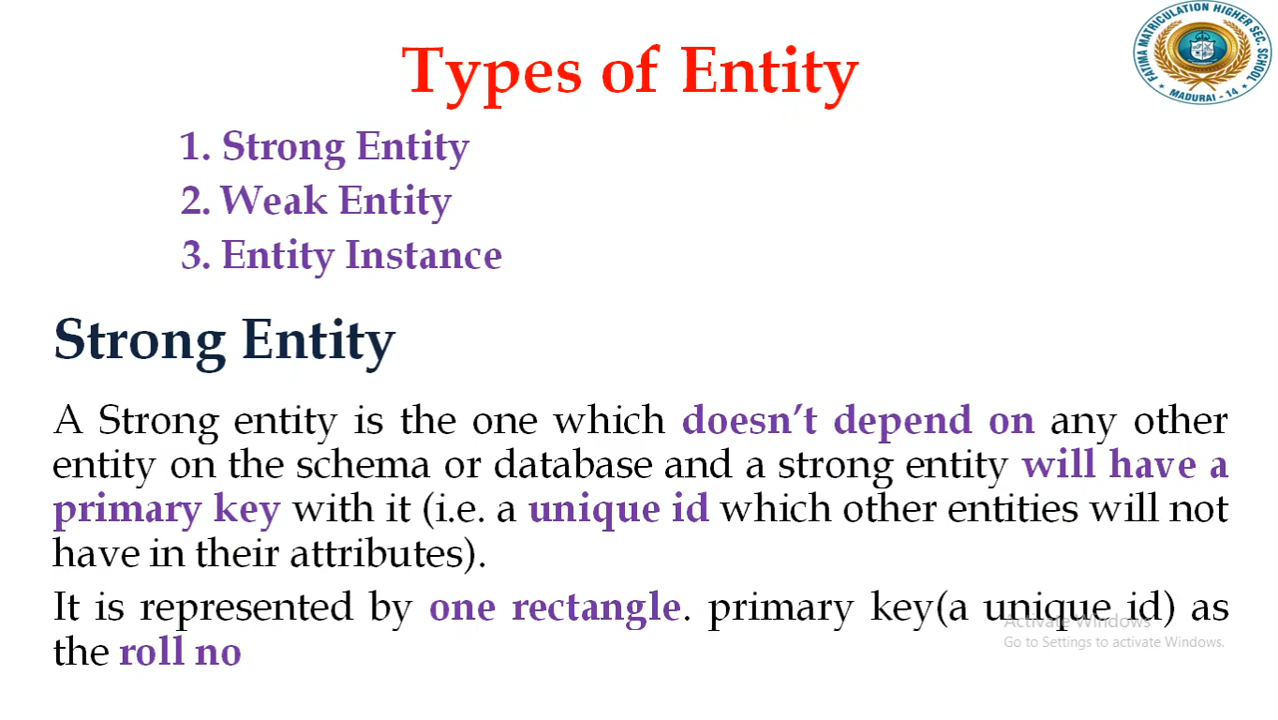 FATIMA MATRICULATION HIGHER SEC. SCHOOL
MADURAI - 14
Types of Entity
1. Strong Entity
2. Weak Entity
3. Entity Instance
Strong Entity
A Strong entity is the one which doesn’t depend on any other
entity on the schema or database and a strong entity will have a
primary key with it (i.e. a unique id which other entities will not
have in their attributes).
It is represented by one rectangle. primary key(a unique id) as
the roll no
Activate Windows
Go to Settings to activate Windows.